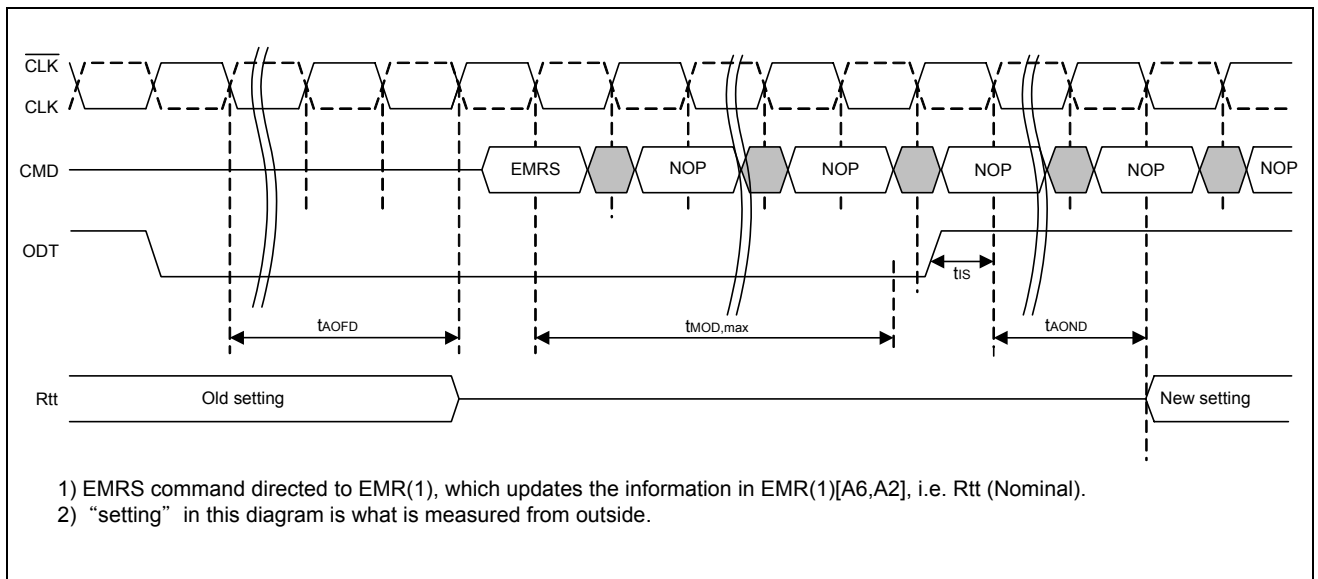 CLK
CLK
CMD
EMRS
NOP
NOP
NOP
NOP
NOP
ODT
tIS
tAOFD
tMOD,max
tAOND
Rtt
Old setting
New setting
1) EMRS command directed to EMR(1), which updates the information in EMR(1)[A6,A2], i.e. Rtt (Nominal).
2) “setting” in this diagram is what is measured from outside.